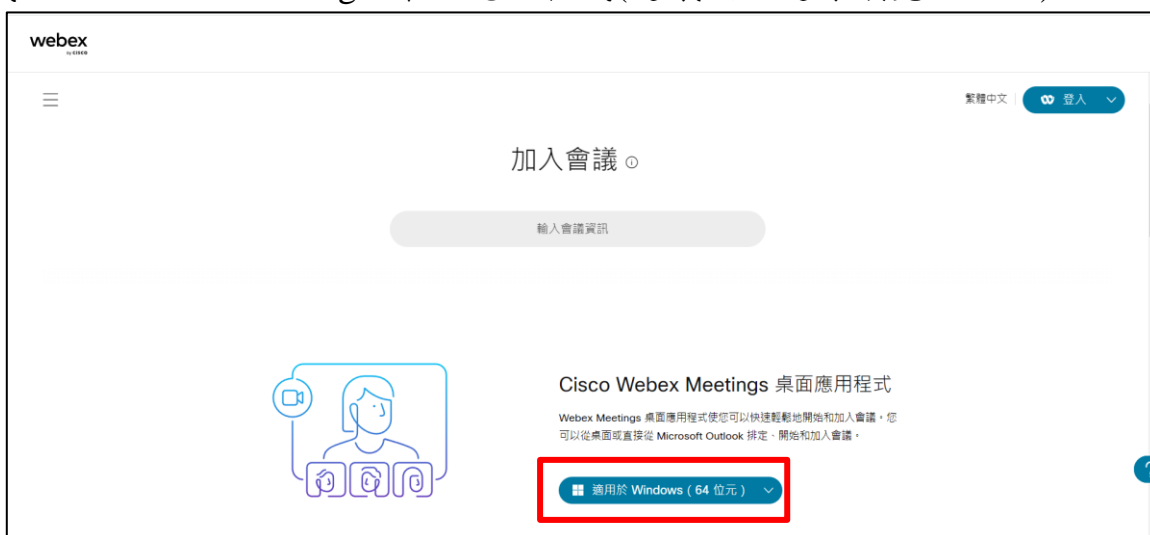 webex
by CISCO
繁體中文
登入
加入會議
輸入會議資訊
Cisco Webex Meetings 桌面應用程式
Webex Meetings 桌面應用程式使您可以快速輕鬆地開始和加入會議。您
可以從桌面或直接從 Microsoft Outlook 排定、開始和加入會議。
適用於 Windows ( 64 位元 )
?